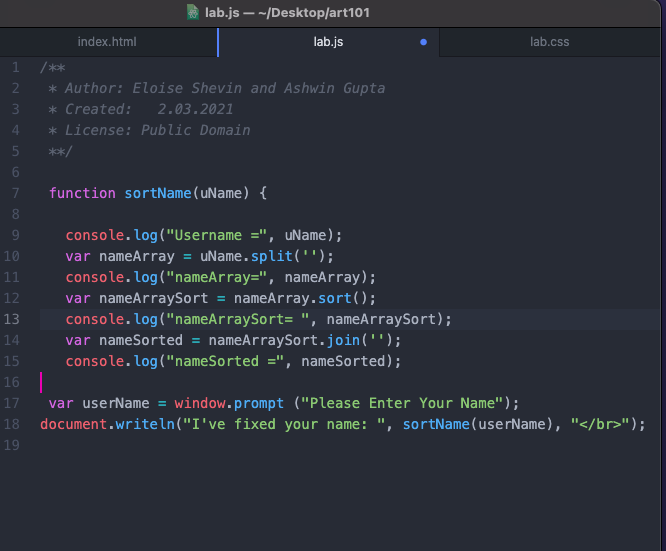 lab.js — ~/Desktop/art101
index.html lab.js lab.css
1 /**
2 * Author: Eloise Shevin and Ashwin Gupta
3 * Created: 2.03.2021
4 * License: Public Domain
5 **/
6
7 function sortName(uName) {
8
9 console.log("Username =", uName);
10 var nameArray = uName.split('');
11 console.log("nameArray=", nameArray);
12 var nameArraySort = nameArray.sort();
13 console.log("nameArraySort= ", nameArraySort);
14 var nameSorted = nameArraySort.join('');
15 console.log("nameSorted =", nameSorted);
16
17 var userName = window.prompt ("Please Enter Your Name");
18 document.writeln("I've fixed your name: ", sortName(userName), "</br>");
19